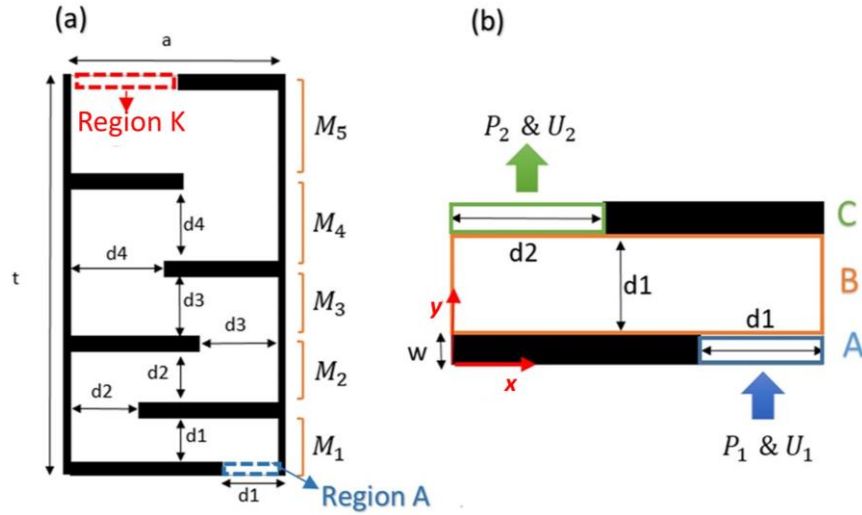 (a)
a
Region K
M₅
d4
M₄
d4
t
d3
M₃
d3
d2
M₂
d2
d1
M₁
d1
Region A
(b)
P₂ & U₂
C
d2
d1
B
y
d1
w
A
x
P₁ & U₁